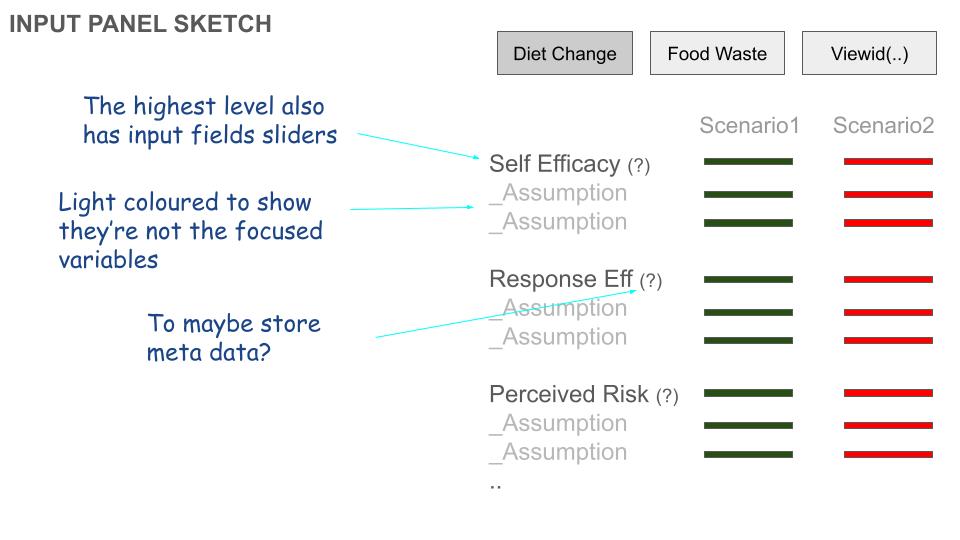 INPUT PANEL SKETCH
Diet Change
Food Waste
Viewid(..)
The highest level also
has input fields sliders
Scenario1
Scenario2
Self Efficacy (?)
_Assumption
_Assumption
Light coloured to show
they're not the focused
variables
Response Eff (?)
_Assumption
_Assumption
To maybe store
meta data?
Perceived Risk (?)
_Assumption
_Assumption
..